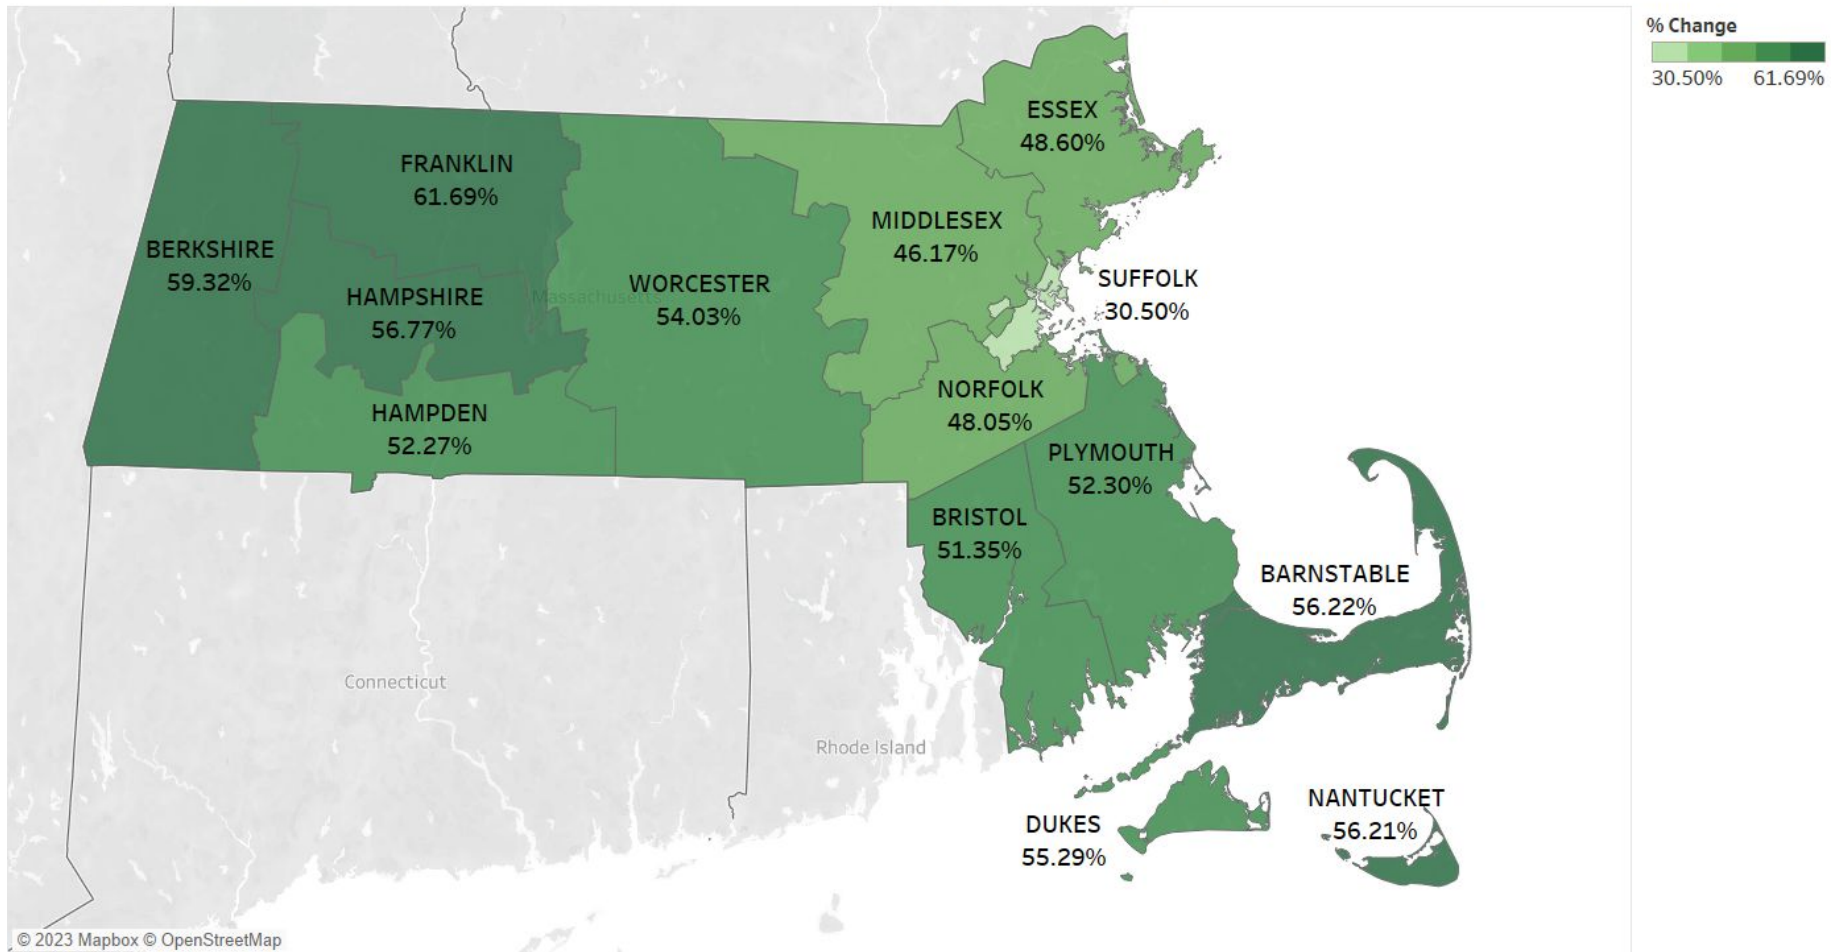 % Change
30.50% 61.69%
ESSEX
48.60%
FRANKLIN
61.69%
MIDDLESEX
46.17%
BERKSHIRE
59.32%
SUFFOLK
30.50%
WORCESTER
54.03%
HAMPSHIRE
56.77%
Massachusetts
NORFOLK
48.05%
HAMPDEN
52.27%
PLYMOUTH
52.30%
BRISTOL
51.35%
BARNSTABLE
56.22%
Connecticut
Rhode Island
NANTUCKET
56.21%
DUKES
55.29%
© 2023 Mapbox © OpenStreetMap